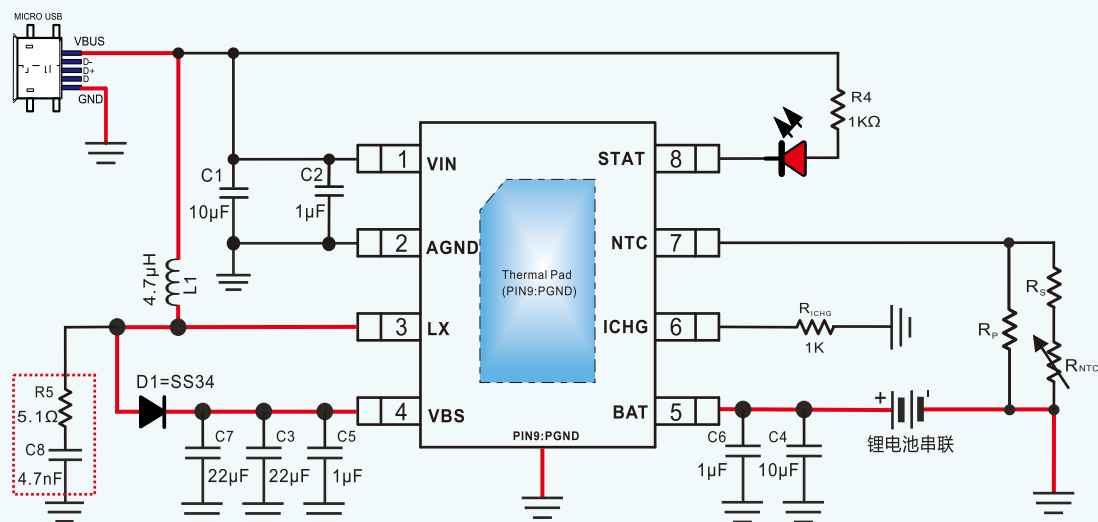 MICRO USB
VBUS
D-
D+
D
GND
R4
1KΩ
C1
10μF
C2
1μF
1
VIN
STAT
8
2
AGND
NTC
7
Thermal Pad
(PIN9:PGND)
4.7μH
L1
3
LX
ICHG
6
RICHG
1K
RS
RP
RNTC
D1=SS34
R5
5.1Ω
C8
4.7nF
4
VBS
BAT
5
PIN9:PGND
C7
22μF
C3
22μF
C5
1μF
C6
1μF
C4
10μF
+
锂电池串联